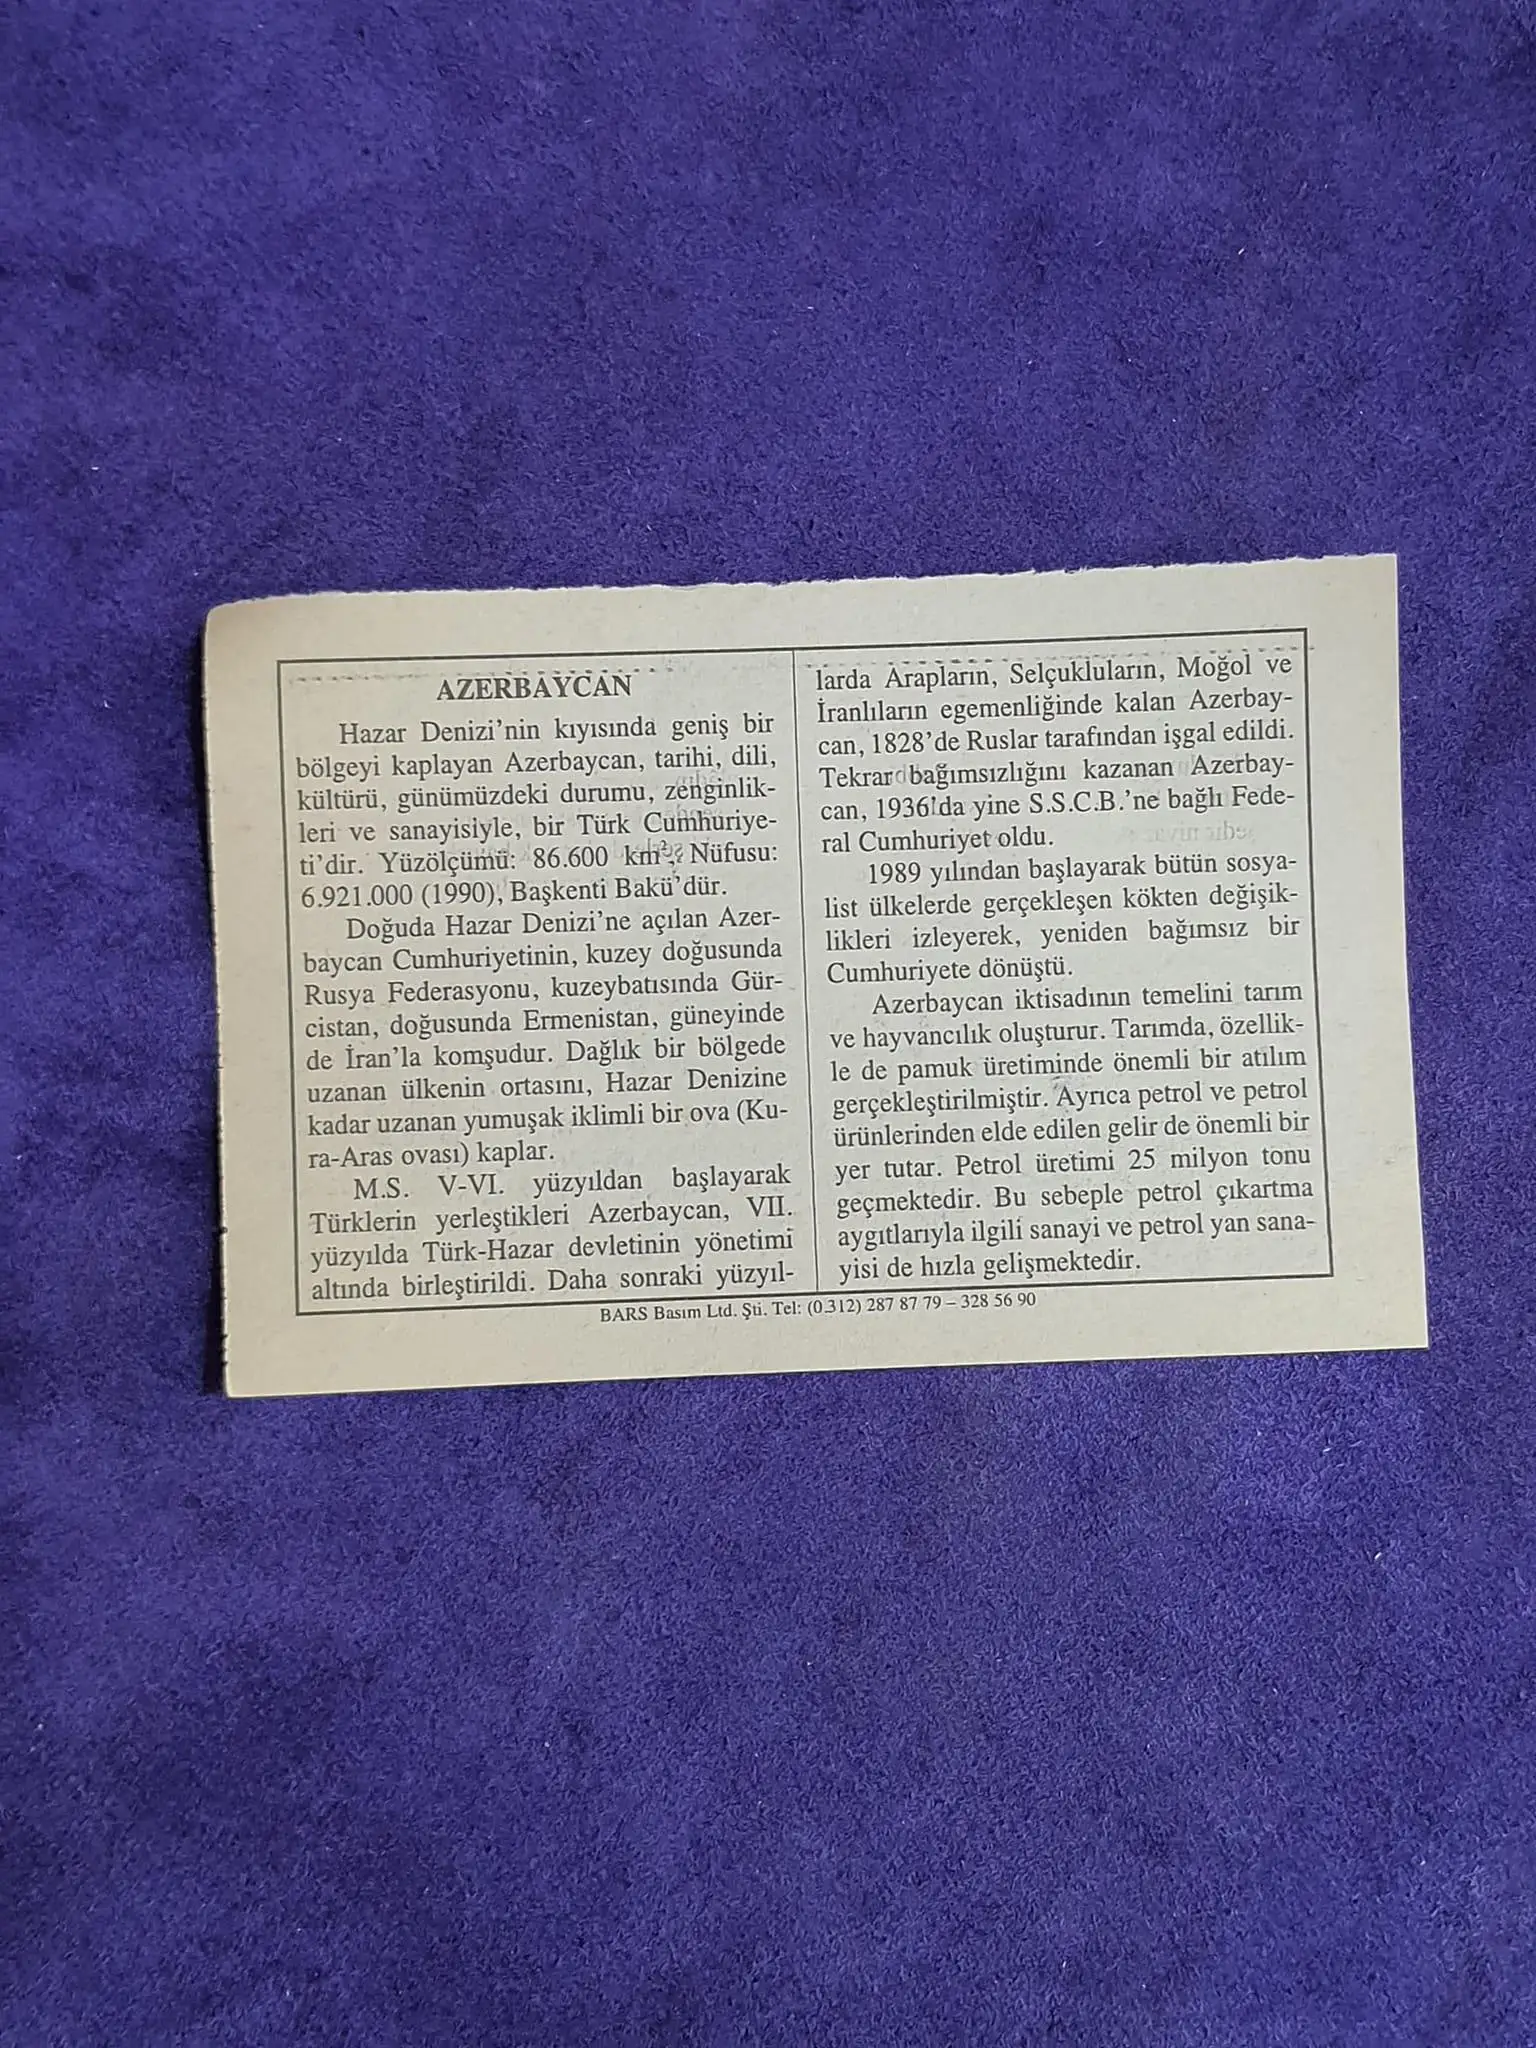 AZERBAYCAN
Hazar Denizi'nin kıyısında geniş bir
bölgeyi kaplayan Azerbaycan, tarihi, dili,
kültürü, günümüzdeki durumu, zenginlik-
leri ve sanayisiyle, bir Türk Cumhuriye-
ti'dir. Yüzölçümü: 86.600 km², Nüfusu:
6.921.000 (1990), Başkenti Bakü'dür.
Doğuda Hazar Denizi'ne açılan Azer-
baycan Cumhuriyetinin, kuzey doğusunda
Rusya Federasyonu, kuzeybatısında Gür-
cistan, doğusunda Ermenistan, güneyinde
de İran'la komşudur. Dağlık bir bölgede
uzanan ülkenin ortasını, Hazar Denizine
kadar uzanan yumuşak iklimli bir ova (Ku-
ra-Aras ovası) kaplar.
M.S. V-VI. yüzyıldan başlayarak
Türklerin yerleştikleri Azerbaycan, VII.
yüzyılda Türk-Hazar devletinin yönetimi
altında birleştirildi. Daha sonraki yüzyıl-
larda Arapların, Selçukluların, Moğol ve
İranlıların egemenliğinde kalan Azerbay-
can, 1828'de Ruslar tarafından işgal edildi.
Tekrar bağımsızlığını kazanan Azerbay-
can, 1936'da yine S.S.C.B.'ne bağlı Fede-
ral Cumhuriyet oldu.
1989 yılından başlayarak bütün sosya-
list ülkelerde gerçekleşen kökten değişik-
likleri izleyerek, yeniden bağımsız bir
Cumhuriyete dönüştü.
Azerbaycan iktisadının temelini tarım
ve hayvancılık oluşturur. Tarımda, özellik-
le de pamuk üretiminde önemli bir atılım
gerçekleştirilmiştir. Ayrıca petrol ve petrol
ürünlerinden elde edilen gelir de önemli bir
yer tutar. Petrol üretimi 25 milyon tonu
geçmektedir. Bu sebeple petrol çıkartma
aygıtlarıyla ilgili sanayi ve petrol yan sana-
yisi de hızla gelişmektedir.
BARS Basım Ltd. Şti. Tel: (0.312) 287 87 79 – 328 56 90